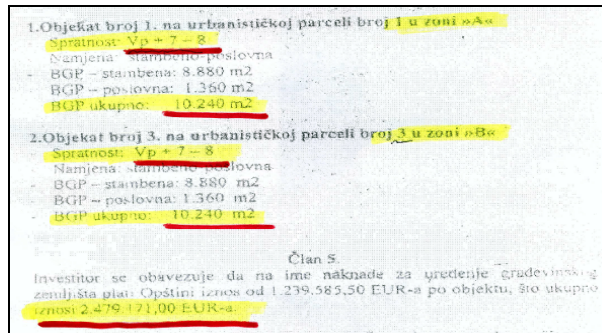 1.Objekat broj 1. na urbanističkoj parceli broj 1 u zoni »A«
Spratnost: Vp + 7 – 8
Namjena: stambeno-poslovna
- BGP – stambena: 8.880 m2
- BGP – poslovna: 1.360 m2
- BGP ukupno: 10.240 m2
2.Objekat broj 3. na urbanističkoj parceli broj 3 u zoni »B«
Spratnost: Vp + 7 – 8
Namjena: stambeno-poslovna
- BGP – stambena: 8.880 m2
- BGP – poslovna: 1.360 m2
- BGP ukupno: 10.240 m2
Član 5.
Investitor se obavezuje da na ime naknade za uređenje građevinskog
zemljišta plati Opštini iznos od 1.239.585,50 EUR-a po objektu, što ukupno
iznosi 2.479.171,00 EUR-a.